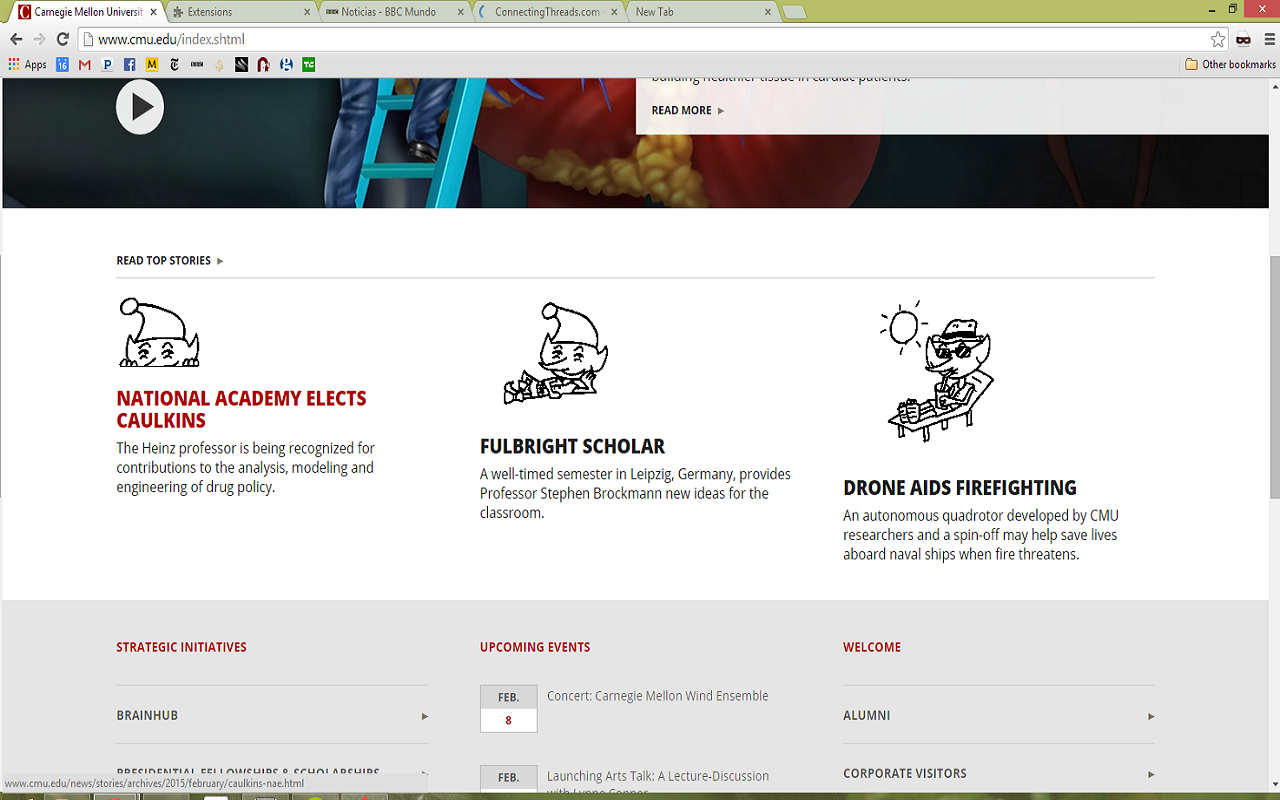 Carnegie Mellon Universit
Extensions
Noticias - BBC Mundo
ConnectingThreads.com -
New Tab
www.cmu.edu/index.shtml
Apps
16
M
P
f
M
TC
Other bookmarks
building healthier tissue in cardiac patients.
READ MORE
READ TOP STORIES
NATIONAL ACADEMY ELECTS
CAULKINS
The Heinz professor is being recognized for
contributions to the analysis, modeling and
engineering of drug policy.
FULBRIGHT SCHOLAR
A well-timed semester in Leipzig, Germany, provides
Professor Stephen Brockmann new ideas for the
classroom.
DRONE AIDS FIREFIGHTING
An autonomous quadrotor developed by CMU
researchers and a spin-off may help save lives
aboard naval ships when fire threatens.
STRATEGIC INITIATIVES
BRAINHUB
PRESIDENTIAL FELLOWSHIPS & SCHOLARSHIPS
UPCOMING EVENTS
FEB.
8
Concert: Carnegie Mellon Wind Ensemble
FEB.
Launching Arts Talk: A Lecture-Discussion
with Lynne Conner
WELCOME
ALUMNI
CORPORATE VISITORS
www.cmu.edu/news/stories/archives/2015/february/caulkins-nae.html